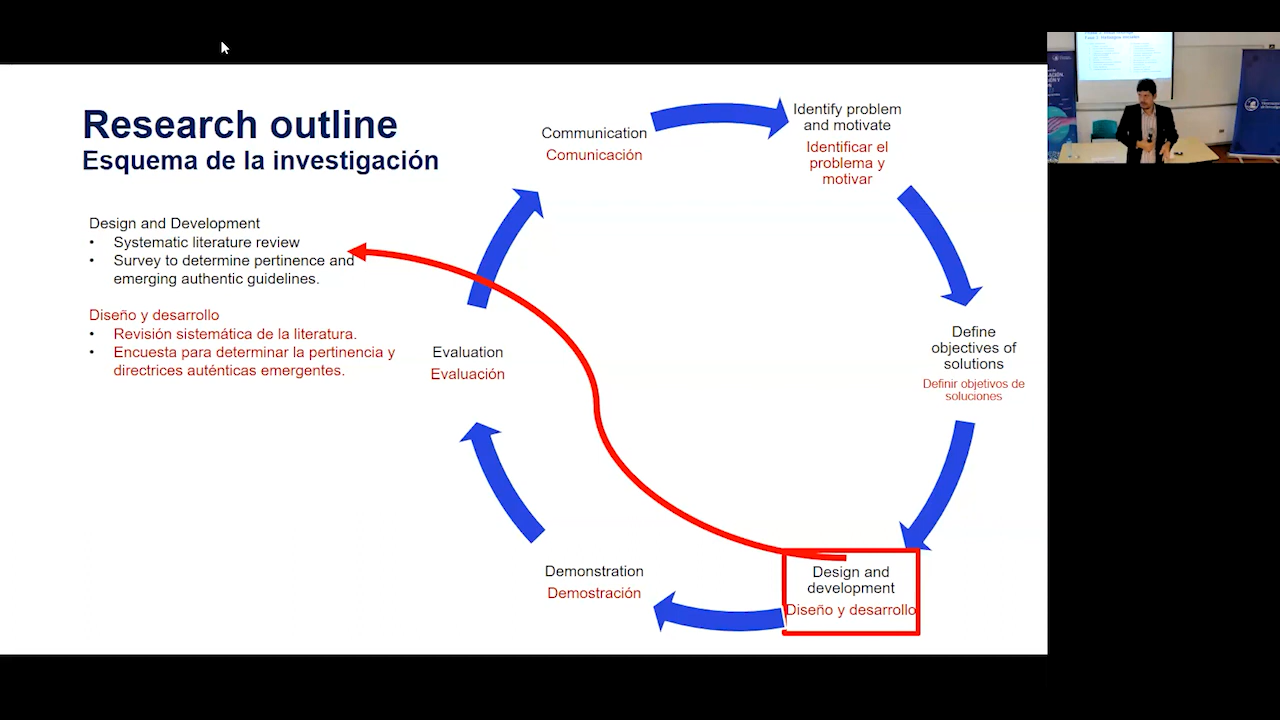 Research outline
Esquema de la investigación
Design and Development
• Systematic literature review
• Survey to determine pertinence and
emerging authentic guidelines.
Diseño y desarrollo
• Revisión sistemática de la literatura.
• Encuesta para determinar la pertinencia y
directrices auténticas emergentes.
Communication
Comunicación
Identify problem
and motivate
Identificar el
problema y
motivar
Define
objectives of
solutions
Definir objetivos de
soluciones
Design and
development
Diseño y desarrollo
Demonstration
Demostración
Evaluation
Evaluación